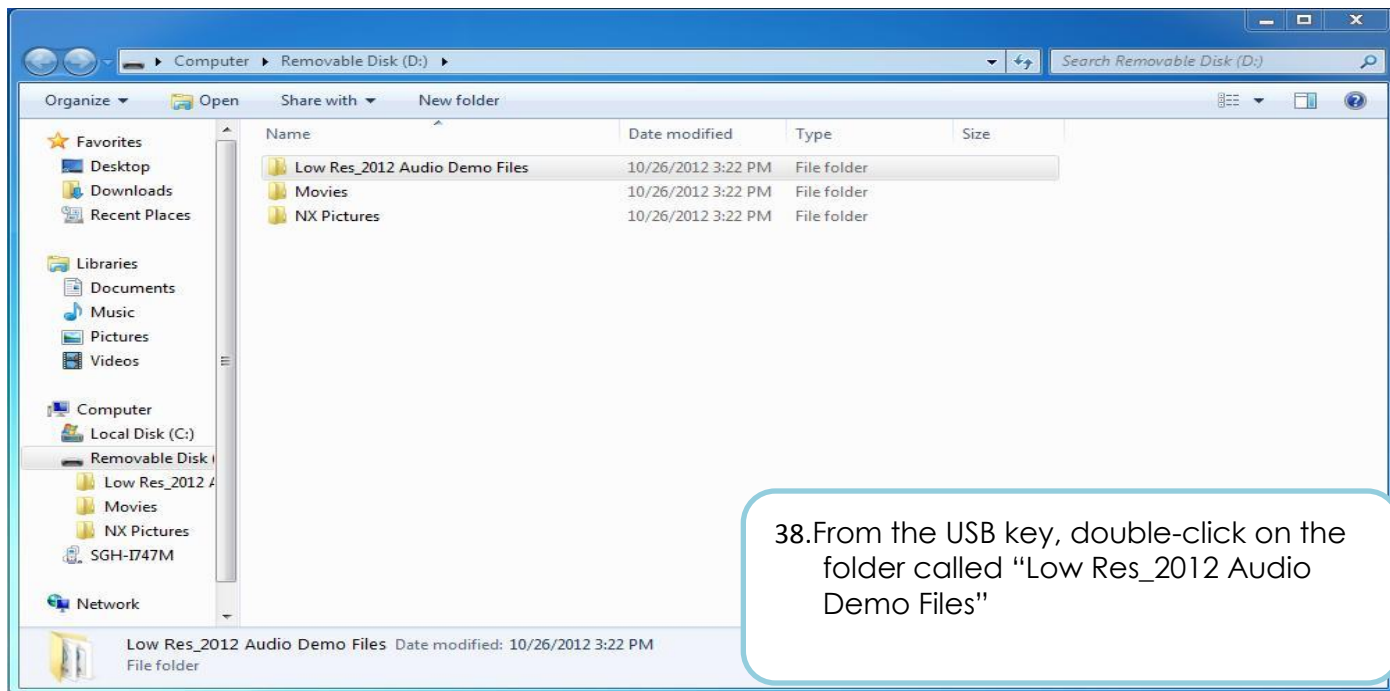 Computer ▸ Removable Disk (D:) ▸
Search Removable Disk (D:)
Organize Open Share with New folder
Name Date modified Type Size
Low Res_2012 Audio Demo Files 10/26/2012 3:22 PM File folder
Movies 10/26/2012 3:22 PM File folder
NX Pictures 10/26/2012 3:22 PM File folder
Favorites
Desktop
Downloads
Recent Places
Libraries
Documents
Music
Pictures
Videos
Computer
Local Disk (C:)
Removable Disk (
Low Res_2012 A
Movies
NX Pictures
SGH-I747M
Network
Low Res_2012 Audio Demo Files Date modified: 10/26/2012 3:22 PM
File folder
38.From the USB key, double-click on the
folder called “Low Res_2012 Audio
Demo Files”